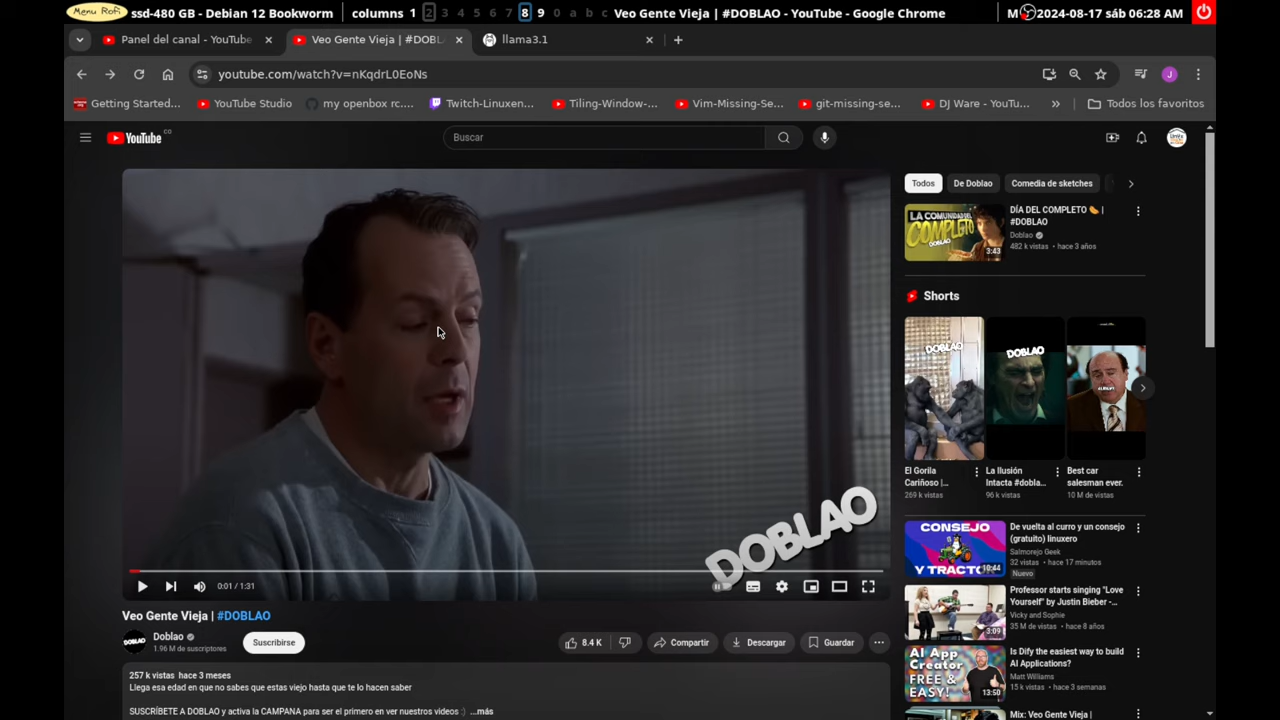 Menu Rofi ssd-480 GB - Debian 12 Bookworm columns 1 2 3 4 5 6 7 8 9 0 a b c Veo Gente Vieja | #DOBLAO - YouTube - Google Chrome 2024-08-17 sáb 06:28 AM
Panel del canal - YouTube Veo Gente Vieja | #DOBL llama3.1
youtube.com/watch?v=nKqdrL0EoNs J
Getting Started... YouTube Studio my openbox rc.... Twitch-Linuxen... Tiling-Window-... Vim-Missing-Se... git-missing-se... DJ Ware - YouTu... Todos los favoritos
YouTube CO Buscar
Todos De Doblao Comedia de sketches
LA COMUNIDAD DEL
COMPLETO
DOBLAO
3:43
DÍA DEL COMPLETO 🌭 |
#DOBLAO
Doblao
482 k vistas • hace 3 años
Shorts
DOBLAO
DOBLAO
El Gorila
Cariñoso |...
269 k vistas
La Ilusión
Intacta #dobla...
96 k vistas
Best car
salesman ever.
10 M de vistas
DOBLAO
0:01 / 1:31
CONSEJO
Y TRACTO
10:44
De vuelta al curro y un consejo
(gratuito) linuxero
Salmorejo Geek
32 vistas • hace 17 minutos
Nuevo
3:09
Professor starts singing "Love
Yourself" by Justin Bieber -...
Vicky and Sophie
35 M de vistas • hace 8 años
AI App
Creator
FREE &
EASY!
13:50
Is Dify the easiest way to build
AI Applications?
Matt Williams
15 k vistas • hace 3 semanas
Mix: Veo Gente Vieja |
Veo Gente Vieja | #DOBLAO
DOBLAO Doblao
1.96 M de suscriptores
Suscribirse 8.4 K Compartir Descargar Guardar
257 k vistas hace 3 meses
Llega esa edad en que no sabes que estas viejo hasta que te lo hacen saber
SUSCRÍBETE A DOBLAO y activa la CAMPANA para ser el primero en ver nuestros videos :) ...más